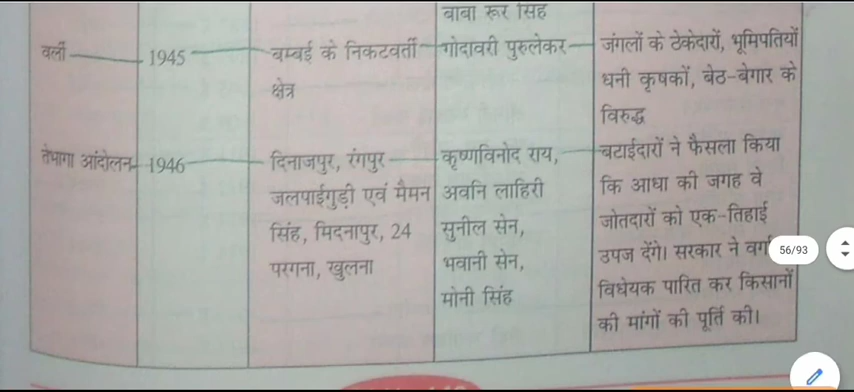 बाबा रूर सिंह
वर्ली 1945 बम्बई के निकटवर्ती गोदावरी पुरुलेकर जंगलों के ठेकेदारों, भूमिपतियों
क्षेत्र धनी कृषकों, बेठ-बेगार के
विरुद्ध
तेभागा आंदोलन 1946 दिनाजपुर, रंगपुर कृष्णविनोद राय, बटाईदारों ने फैसला किया
जलपाईगुड़ी एवं मैमन अवनि लाहिरी कि आधा की जगह वे
सिंह, मिदनापुर, 24 सुनील सेन, जोतदारों को एक-तिहाई
परगना, खुलना भवानी सेन, उपज देंगे। सरकार ने
56/93
मोनी सिंह विधेयक पारित कर किसानों
की मांगों की पूर्ति की।